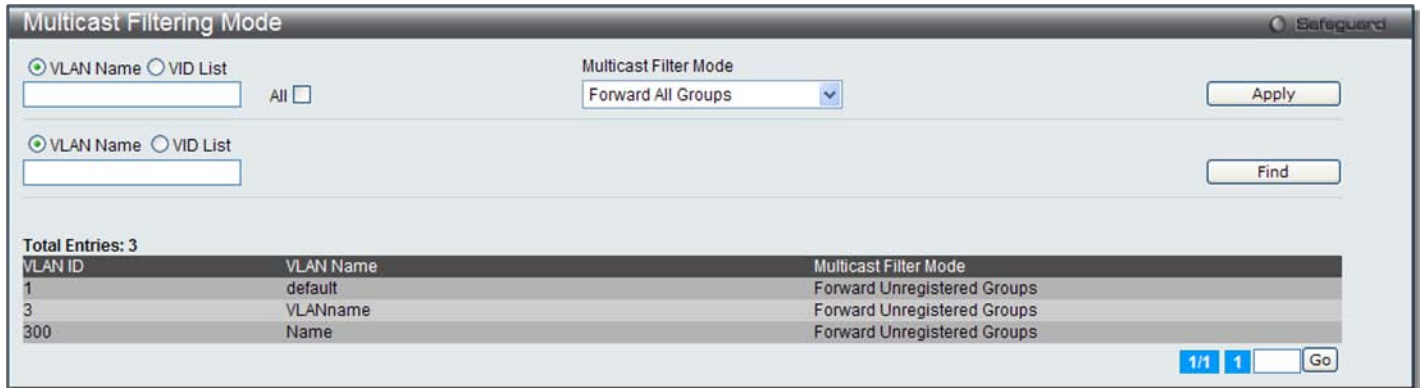 Multicast Filtering Mode
Safeguard
VLAN Name VID List
Multicast Filter Mode
All
Forward All Groups
Apply
VLAN Name VID List
Find
Total Entries: 3
VLAN ID VLAN Name Multicast Filter Mode
1 default Forward Unregistered Groups
3 VLANname Forward Unregistered Groups
300 Name Forward Unregistered Groups
1/1 1 Go